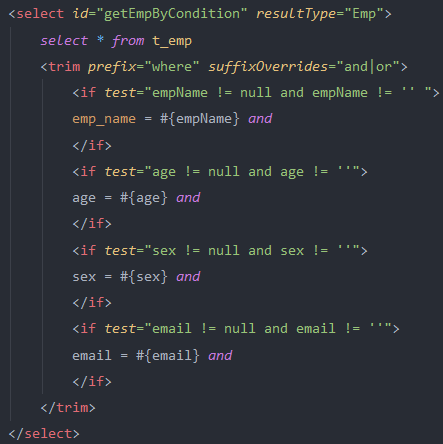 <select id="getEmpByCondition" resultType="Emp">
select * from t_emp
<trim prefix="where" suffixOverrides="and|or">
<if test="empName != null and empName != '' ">
emp_name = #{empName} and
</if>
<if test="age != null and age != ''">
age = #{age} and
</if>
<if test="sex != null and sex != ''">
sex = #{sex} and
</if>
<if test="email != null and email != ''">
email = #{email} and
</if>
</trim>
</select>